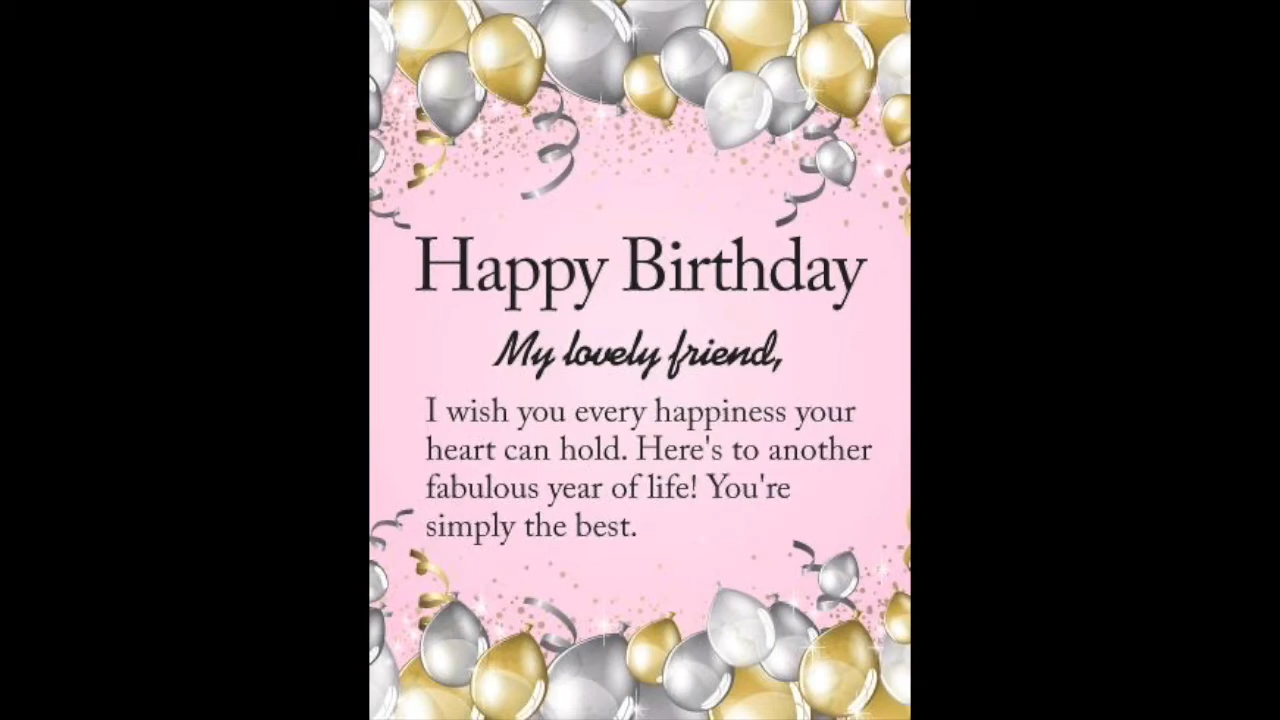 Happy Birthday
My lovely friend,
I wish you every happiness your
heart can hold. Here's to another
fabulous year of life! You're
simply the best.